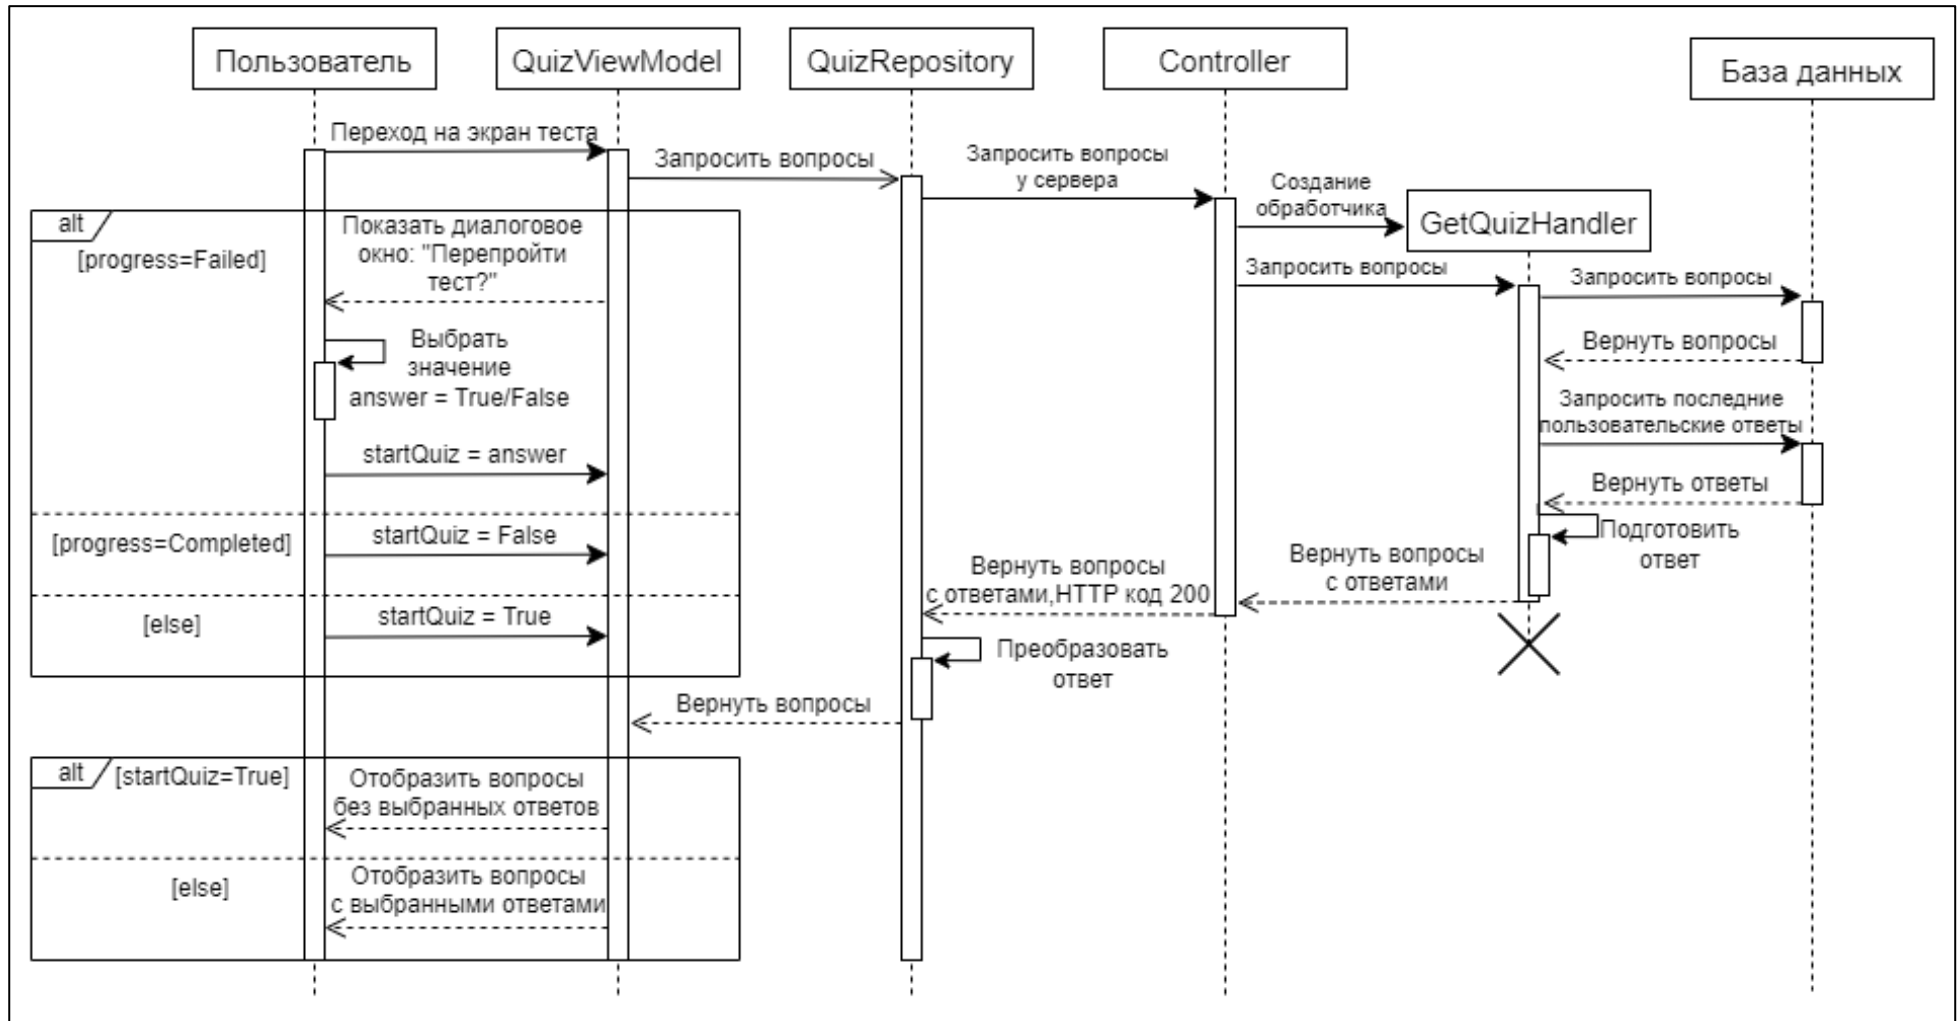 Пользователь
QuizViewModel
QuizRepository
Controller
База данных
Переход на экран теста
Запросить вопросы
Запросить вопросы
у сервера
Создание
обработчика
GetQuizHandler
alt
[progress=Failed]
Показать диалоговое
окно: "Перепройти
тест?"
Запросить вопросы
Запросить вопросы
Выбрать
значение
answer = True/False
Вернуть вопросы
Запросить последние
пользовательские ответы
startQuiz = answer
Вернуть ответы
[progress=Completed]
startQuiz = False
Подготовить
ответ
Вернуть вопросы
с ответами
Вернуть вопросы
с ответами,HTTP код 200
[else]
startQuiz = True
Преобразовать
ответ
Вернуть вопросы
alt
[startQuiz=True]
Отобразить вопросы
без выбранных ответов
[else]
Отобразить вопросы
с выбранными ответами